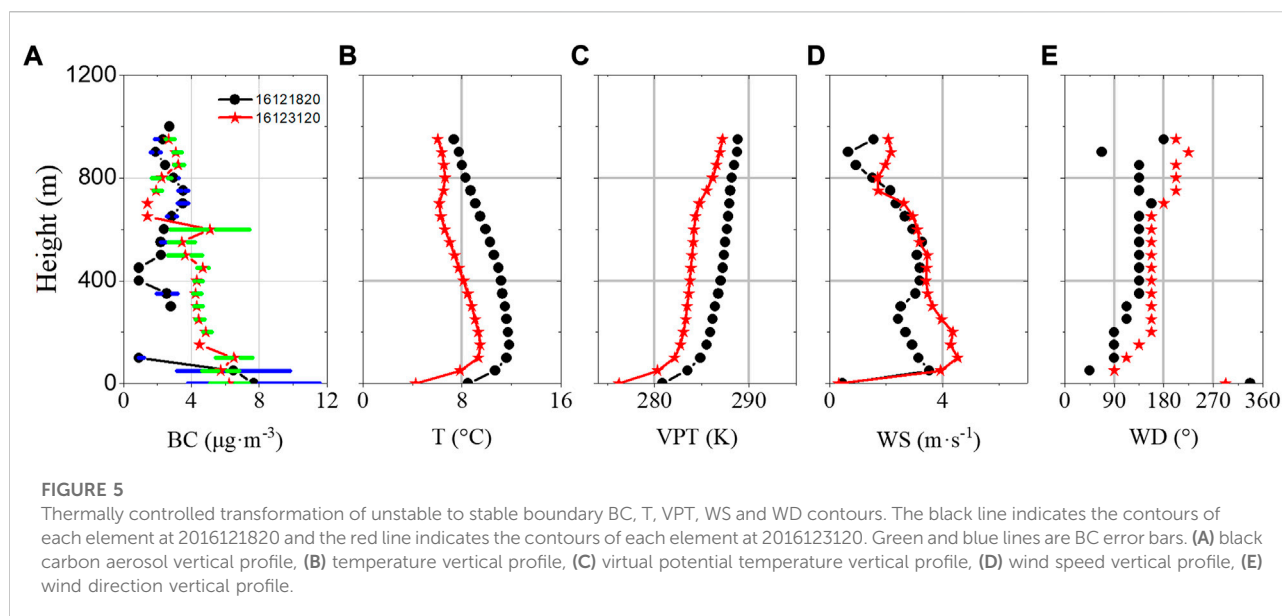 A
B
C
D
E
1200
800
400
0
Height (m)
16121820
16123120
0 4 8 12
BC (μg·m⁻³)
0 8 16
T (°C)
280 290
VPT (K)
0 4
WS (m·s⁻¹)
0 90 180 270 360
WD (°)
FIGURE 5
Thermally controlled transformation of unstable to stable boundary BC, T, VPT, WS and WD contours. The black line indicates the contours of
each element at 2016121820 and the red line indicates the contours of each element at 2016123120. Green and blue lines are BC error bars. (A) black
carbon aerosol vertical profile, (B) temperature vertical profile, (C) virtual potential temperature vertical profile, (D) wind speed vertical profile, (E)
wind direction vertical profile.